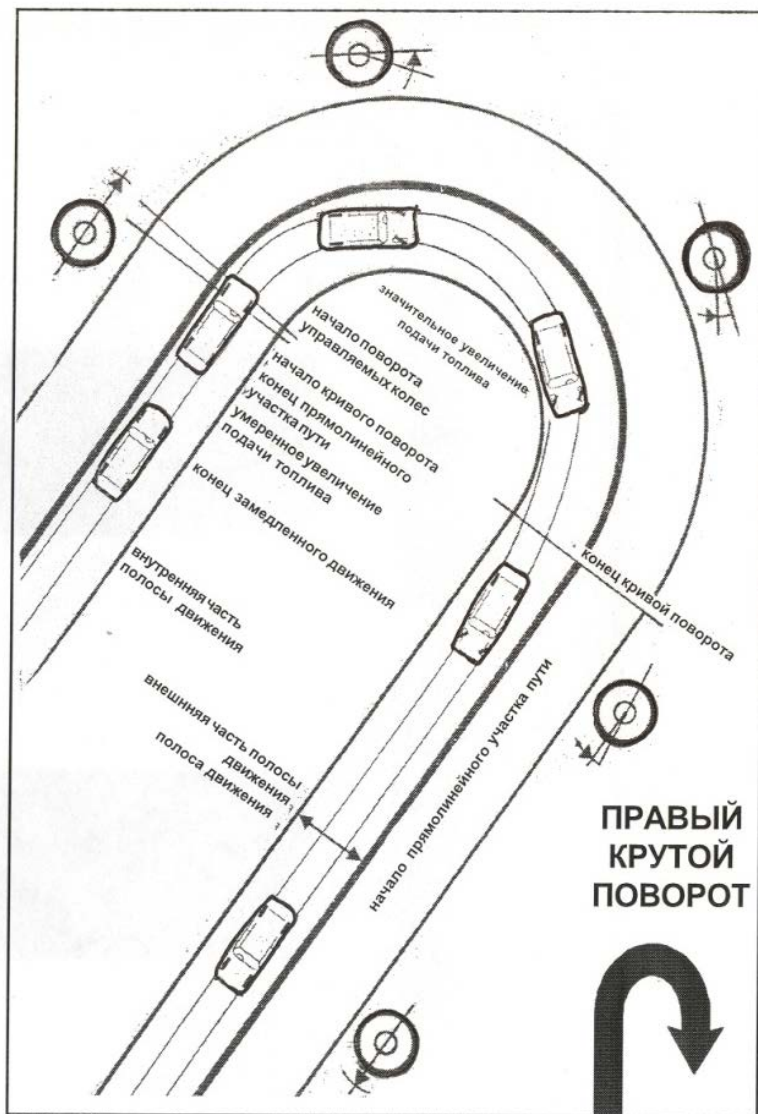 значительное увеличение
подачи топлива
начало поворота
управляемых колес
начало кривого поворота
конец прямолинейного
участка пути
умеренное увеличение
подачи топлива
конец замедленного движения
внутренняя часть
полосы движения
конец кривой поворота
внешняя часть полосы
движения
полоса движения
начало прямолинейного участка пути
ПРАВЫЙ
КРУТОЙ
ПОВОРОТ